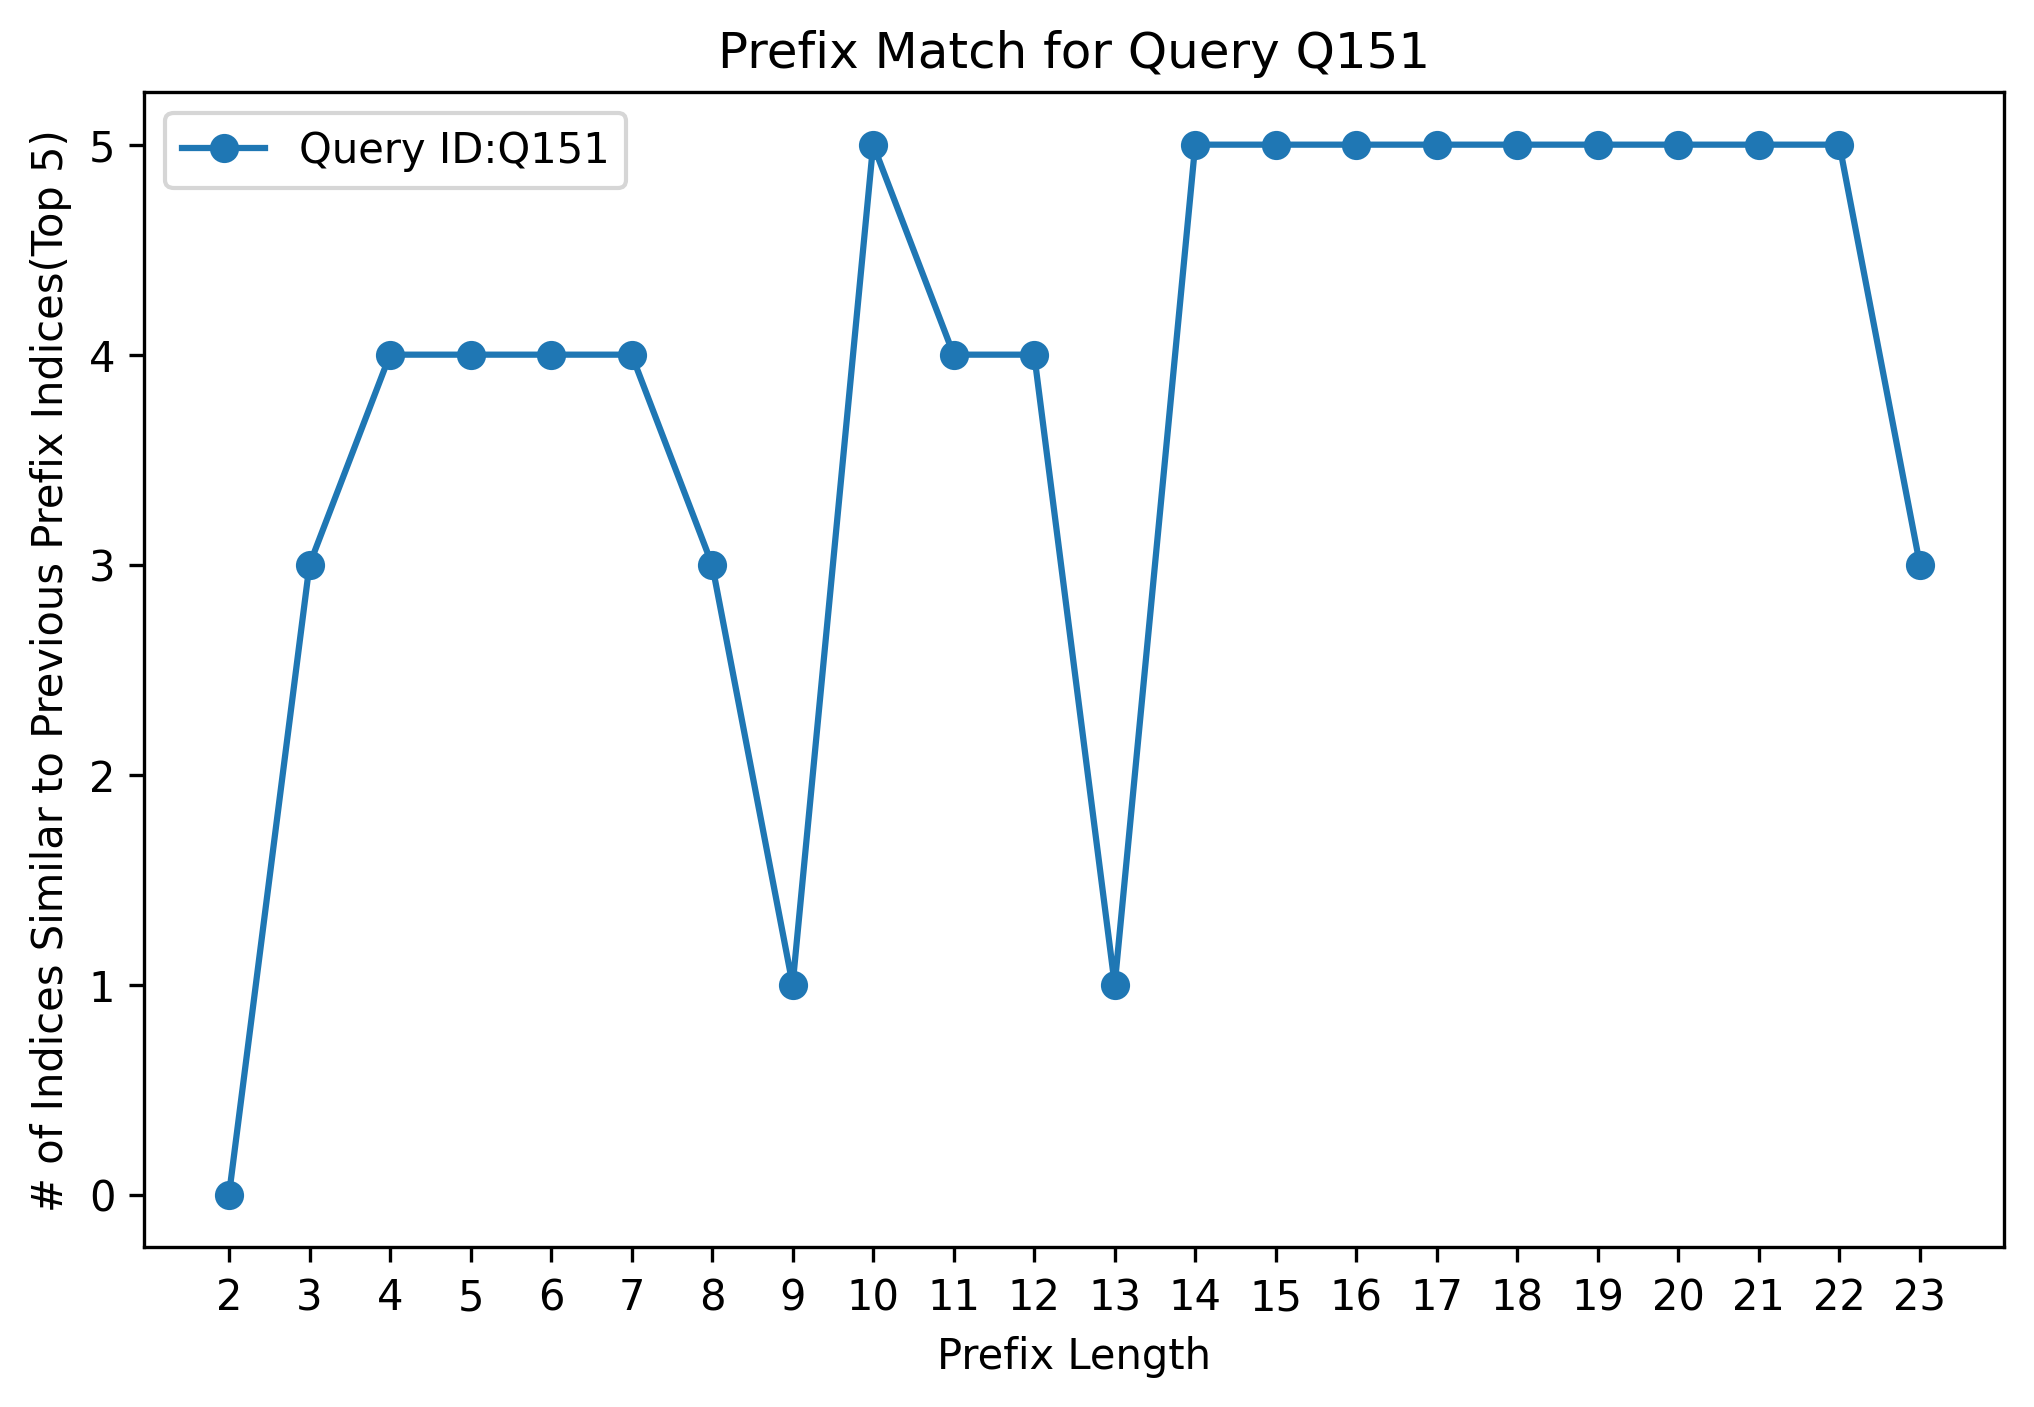 Prefix Match for Query Q151
Query ID:Q151
# of Indices Similar to Previous Prefix Indices(Top 5)
5
4
3
2
1
0
2 3 4 5 6 7 8 9 10 11 12 13 14 15 16 17 18 19 20 21 22 23
Prefix Length